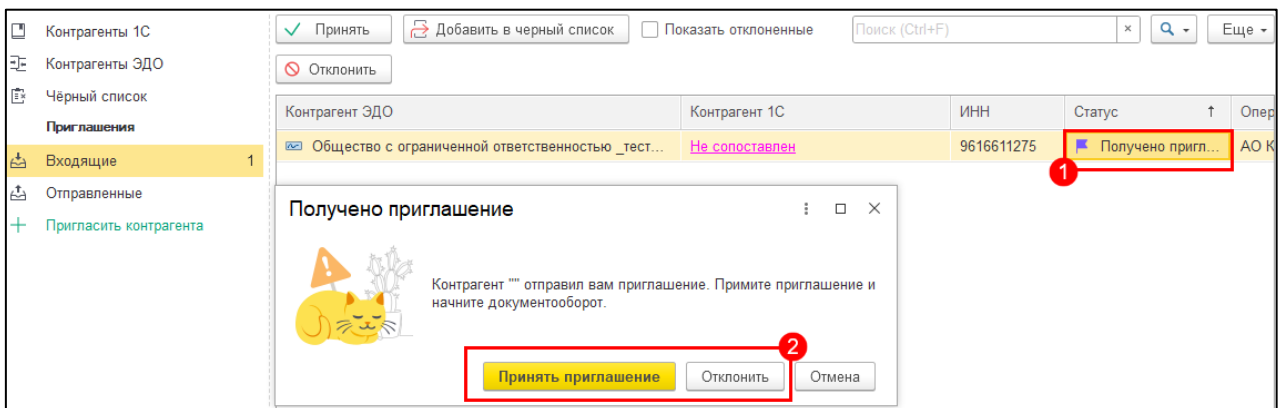 Контрагенты 1С
Контрагенты ЭДО
Чёрный список
Приглашения
Входящие 1
Отправленные
Пригласить контрагента
Принять Добавить в черный список Показать отклоненные Поиск (Ctrl+F) × Еще
Отклонить
Контрагент ЭДО Контрагент 1С ИНН Статус ↑ Опер
Общество с ограниченной ответственностью _тест... Не сопоставлен 9616611275 Получено пригл... АО К
1
Получено приглашение
Контрагент "" отправил вам приглашение. Примите приглашение и
начните документооборот.
2
Принять приглашение Отклонить Отмена